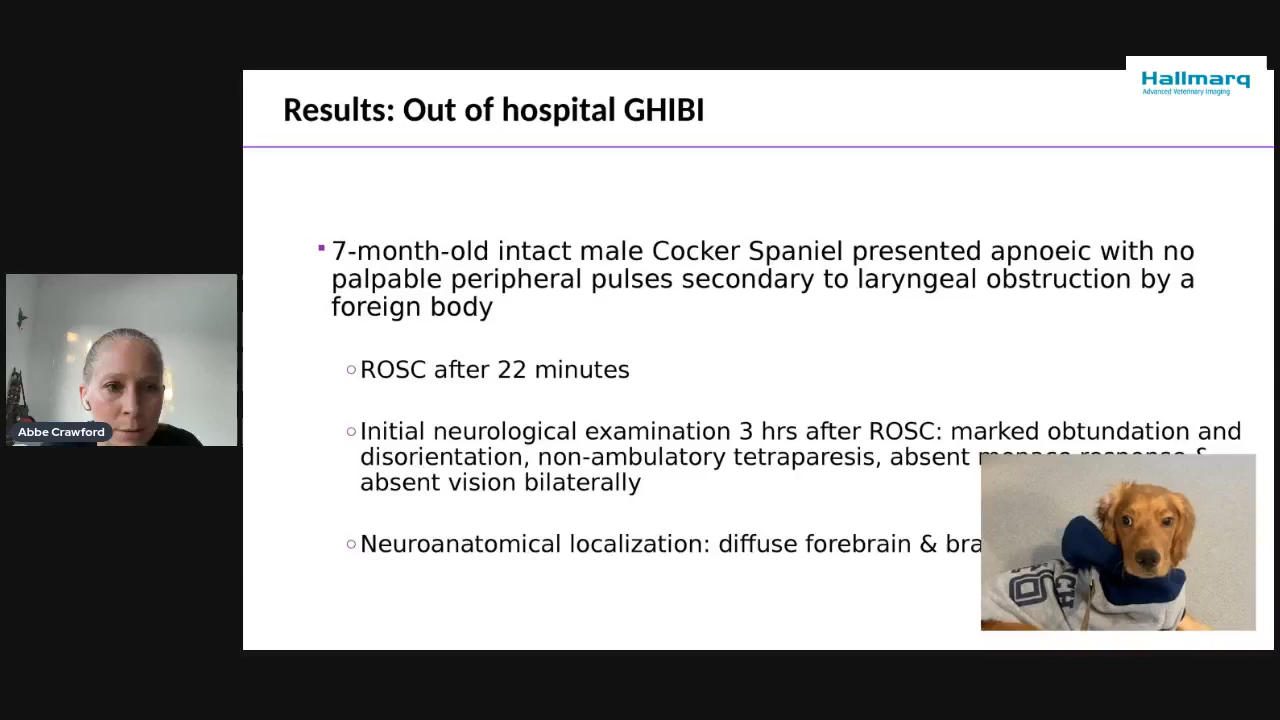 Hallmarq
Advanced Veterinary Imaging
Results: Out of hospital GHIBI
7-month-old intact male Cocker Spaniel presented apnoeic with no
palpable peripheral pulses secondary to laryngeal obstruction by a
foreign body
ROSC after 22 minutes
Initial neurological examination 3 hrs after ROSC: marked obtundation and
disorientation, non-ambulatory tetraparesis, absent menace response &
absent vision bilaterally
Neuroanatomical localization: diffuse forebrain & bra
Abbe Crawford